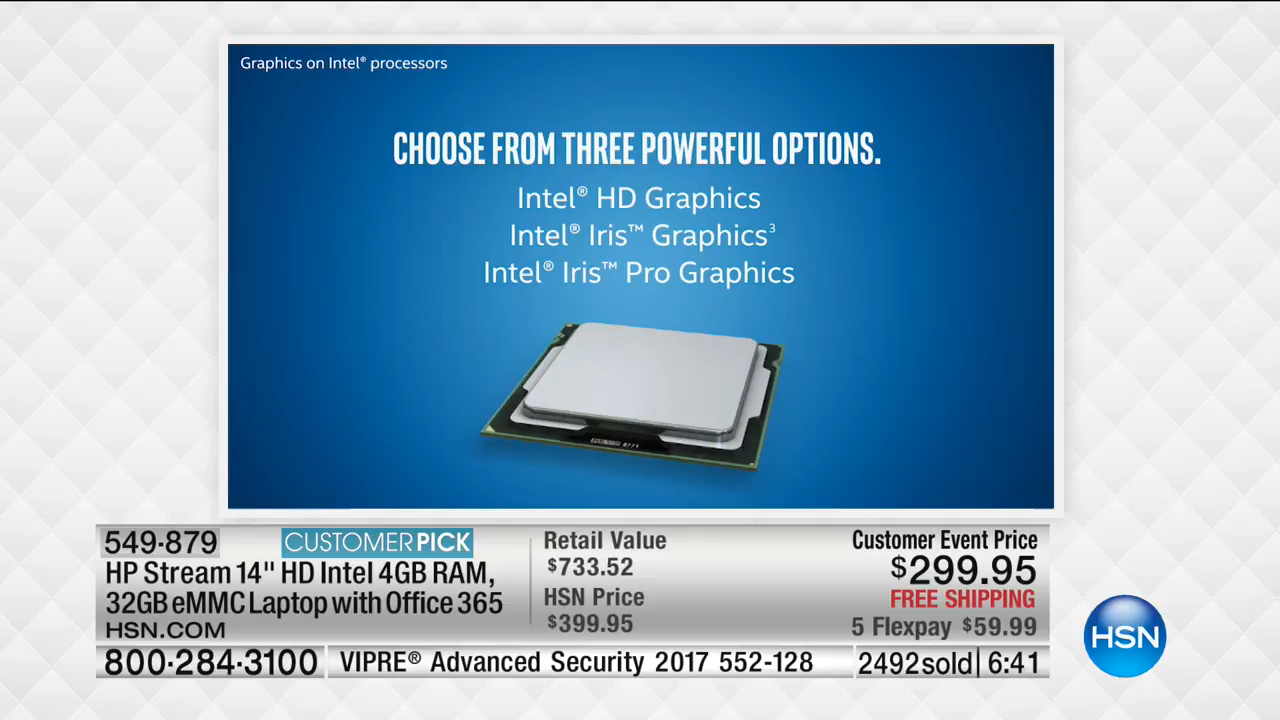 Graphics on Intel® processors
CHOOSE FROM THREE POWERFUL OPTIONS.
Intel® HD Graphics
Intel® Iris™ Graphics³
Intel® Iris™ Pro Graphics
549-879
CUSTOMERPICK
HP Stream 14" HD Intel 4GB RAM,
32GB eMMC Laptop with Office 365
HSN.COM
Retail Value
$733.52
HSN Price
$399.95
Customer Event Price
$299.95
FREE SHIPPING
5 Flexpay $59.99
HSN
800·284·3100
VIPRE® Advanced Security 2017 552-128
2492sold
6:41